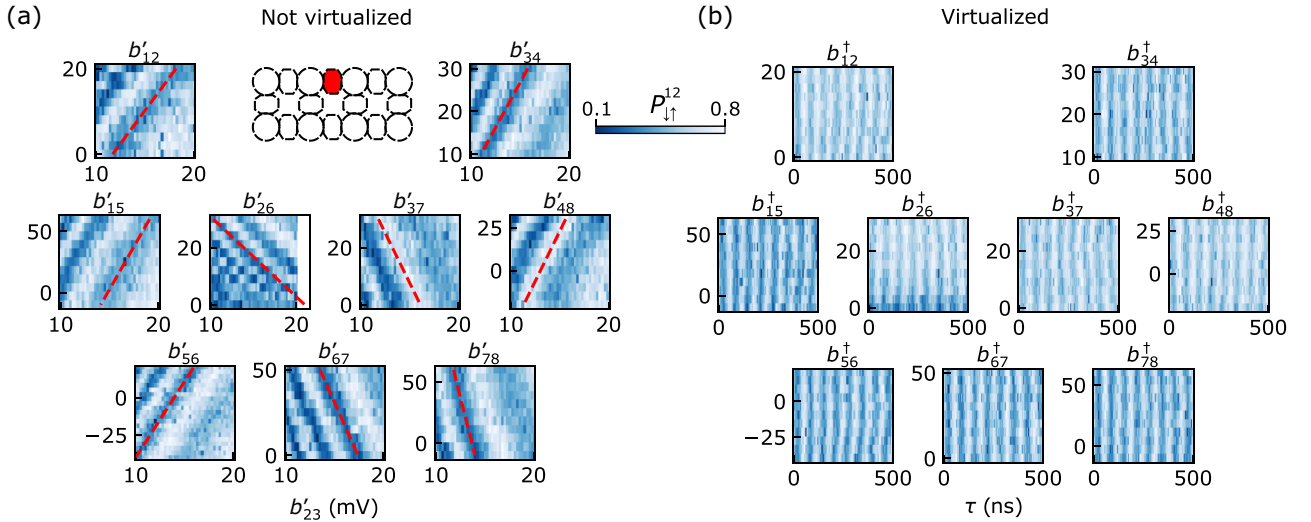 (a) Not virtualized
(b) Virtualized
b′₁₂
20
0
10 20
b′₃₄
30
20
10
10 20
0.1 P¹²↓↑ 0.8
b′₁₅
50
0
10 20
b′₂₆
20
0
10 20
b′₃₇
20
0
10 20
b′₄₈
25
0
10 20
b′₅₆
0
−25
10 20
b′₆₇
50
0
10 20
b′₇₈
50
0
10 20
b′₂₃ (mV)
b†₁₂
20
0
0 500
b†₃₄
30
20
10
0 500
b†₁₅
50
0
0 500
b†₂₆
20
0
0 500
b†₃₇
20
0
0 500
b†₄₈
25
0
0 500
b†₅₆
0
−25
0 500
b†₆₇
50
0
0 500
b†₇₈
50
0
0 500
τ (ns)